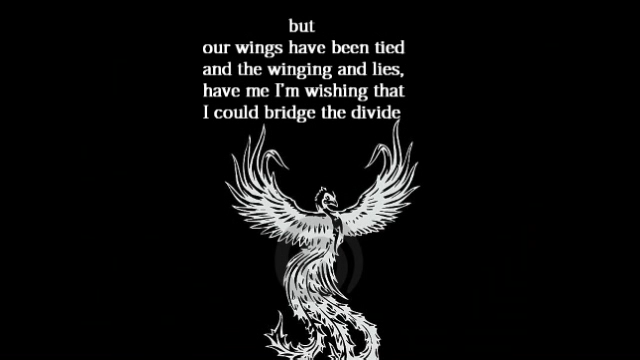 but
our wings have been tied
and the winging and lies,
have me I'm wishing that
I could bridge the divide